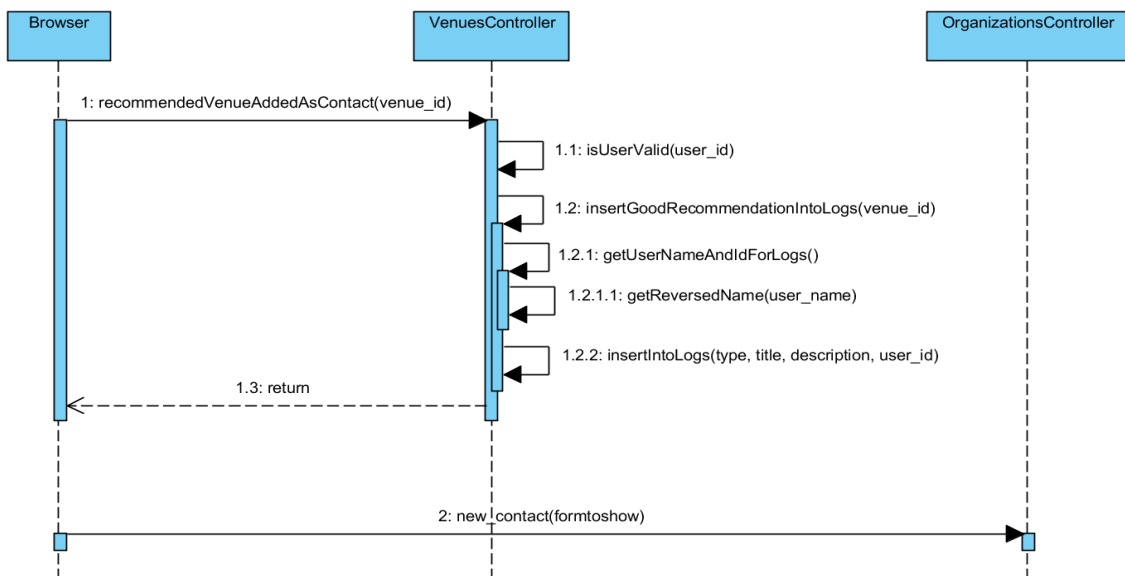 Browser
VenuesController
OrganizationsController
1: recommendedVenueAddedAsContact(venue_id)
1.1: isUserValid(user_id)
1.2: insertGoodRecommendationIntoLogs(venue_id)
1.2.1: getUserNameAndIdForLogs()
1.2.1.1: getReversedName(user_name)
1.2.2: insertIntoLogs(type, title, description, user_id)
1.3: return
2: new_contact(formtoshow)